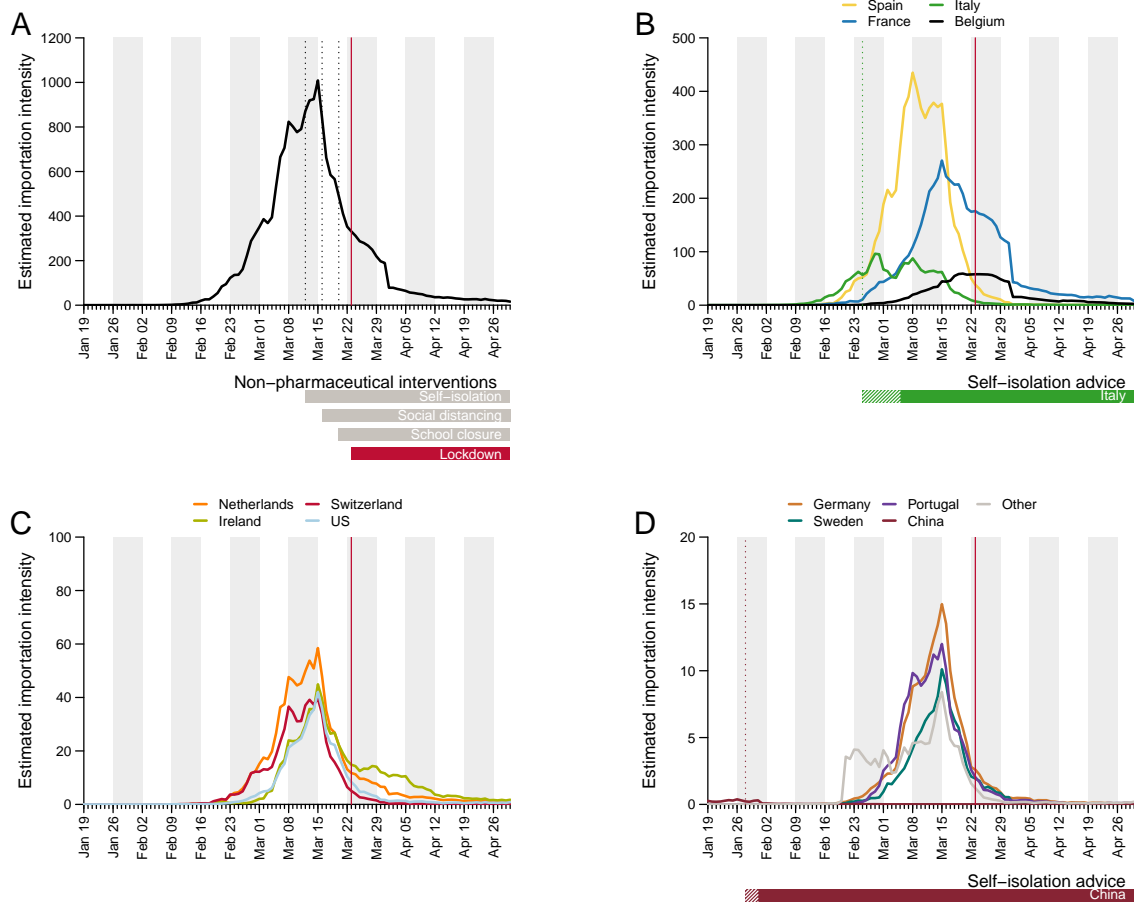 A
Estimated importation intensity
1200
1000
800
600
400
200
0
Jan 19
Jan 26
Feb 02
Feb 09
Feb 16
Feb 23
Mar 01
Mar 08
Mar 15
Mar 22
Mar 29
Apr 05
Apr 12
Apr 19
Apr 26
Non−pharmaceutical interventions
Self−isolation
Social distancing
School closure
Lockdown
B
Spain Italy
France Belgium
Estimated importation intensity
500
400
300
200
100
0
Jan 19
Jan 26
Feb 02
Feb 09
Feb 16
Feb 23
Mar 01
Mar 08
Mar 15
Mar 22
Mar 29
Apr 05
Apr 12
Apr 19
Apr 26
Self−isolation advice
Italy
C
Netherlands Switzerland
Ireland US
Estimated importation intensity
100
80
60
40
20
0
Jan 19
Jan 26
Feb 02
Feb 09
Feb 16
Feb 23
Mar 01
Mar 08
Mar 15
Mar 22
Mar 29
Apr 05
Apr 12
Apr 19
Apr 26
D
Germany Portugal Other
Sweden China
Estimated importation intensity
20
15
10
5
0
Jan 19
Jan 26
Feb 02
Feb 09
Feb 16
Feb 23
Mar 01
Mar 08
Mar 15
Mar 22
Mar 29
Apr 05
Apr 12
Apr 19
Apr 26
Self−isolation advice
China